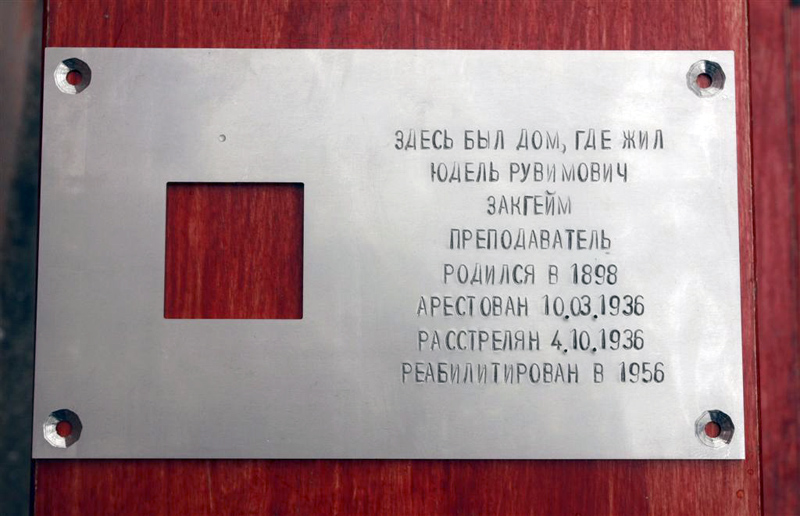 ЗДЕСЬ БЫЛ ДОМ, ГДЕ ЖИЛ
ЮДЕЛЬ РУВИМОВИЧ
ЗАКГЕЙМ
ПРЕПОДАВАТЕЛЬ
РОДИЛСЯ В 1898
АРЕСТОВАН 10.03.1936
РАССТРЕЛЯН 4.10.1936
РЕАБИЛИТИРОВАН В 1956